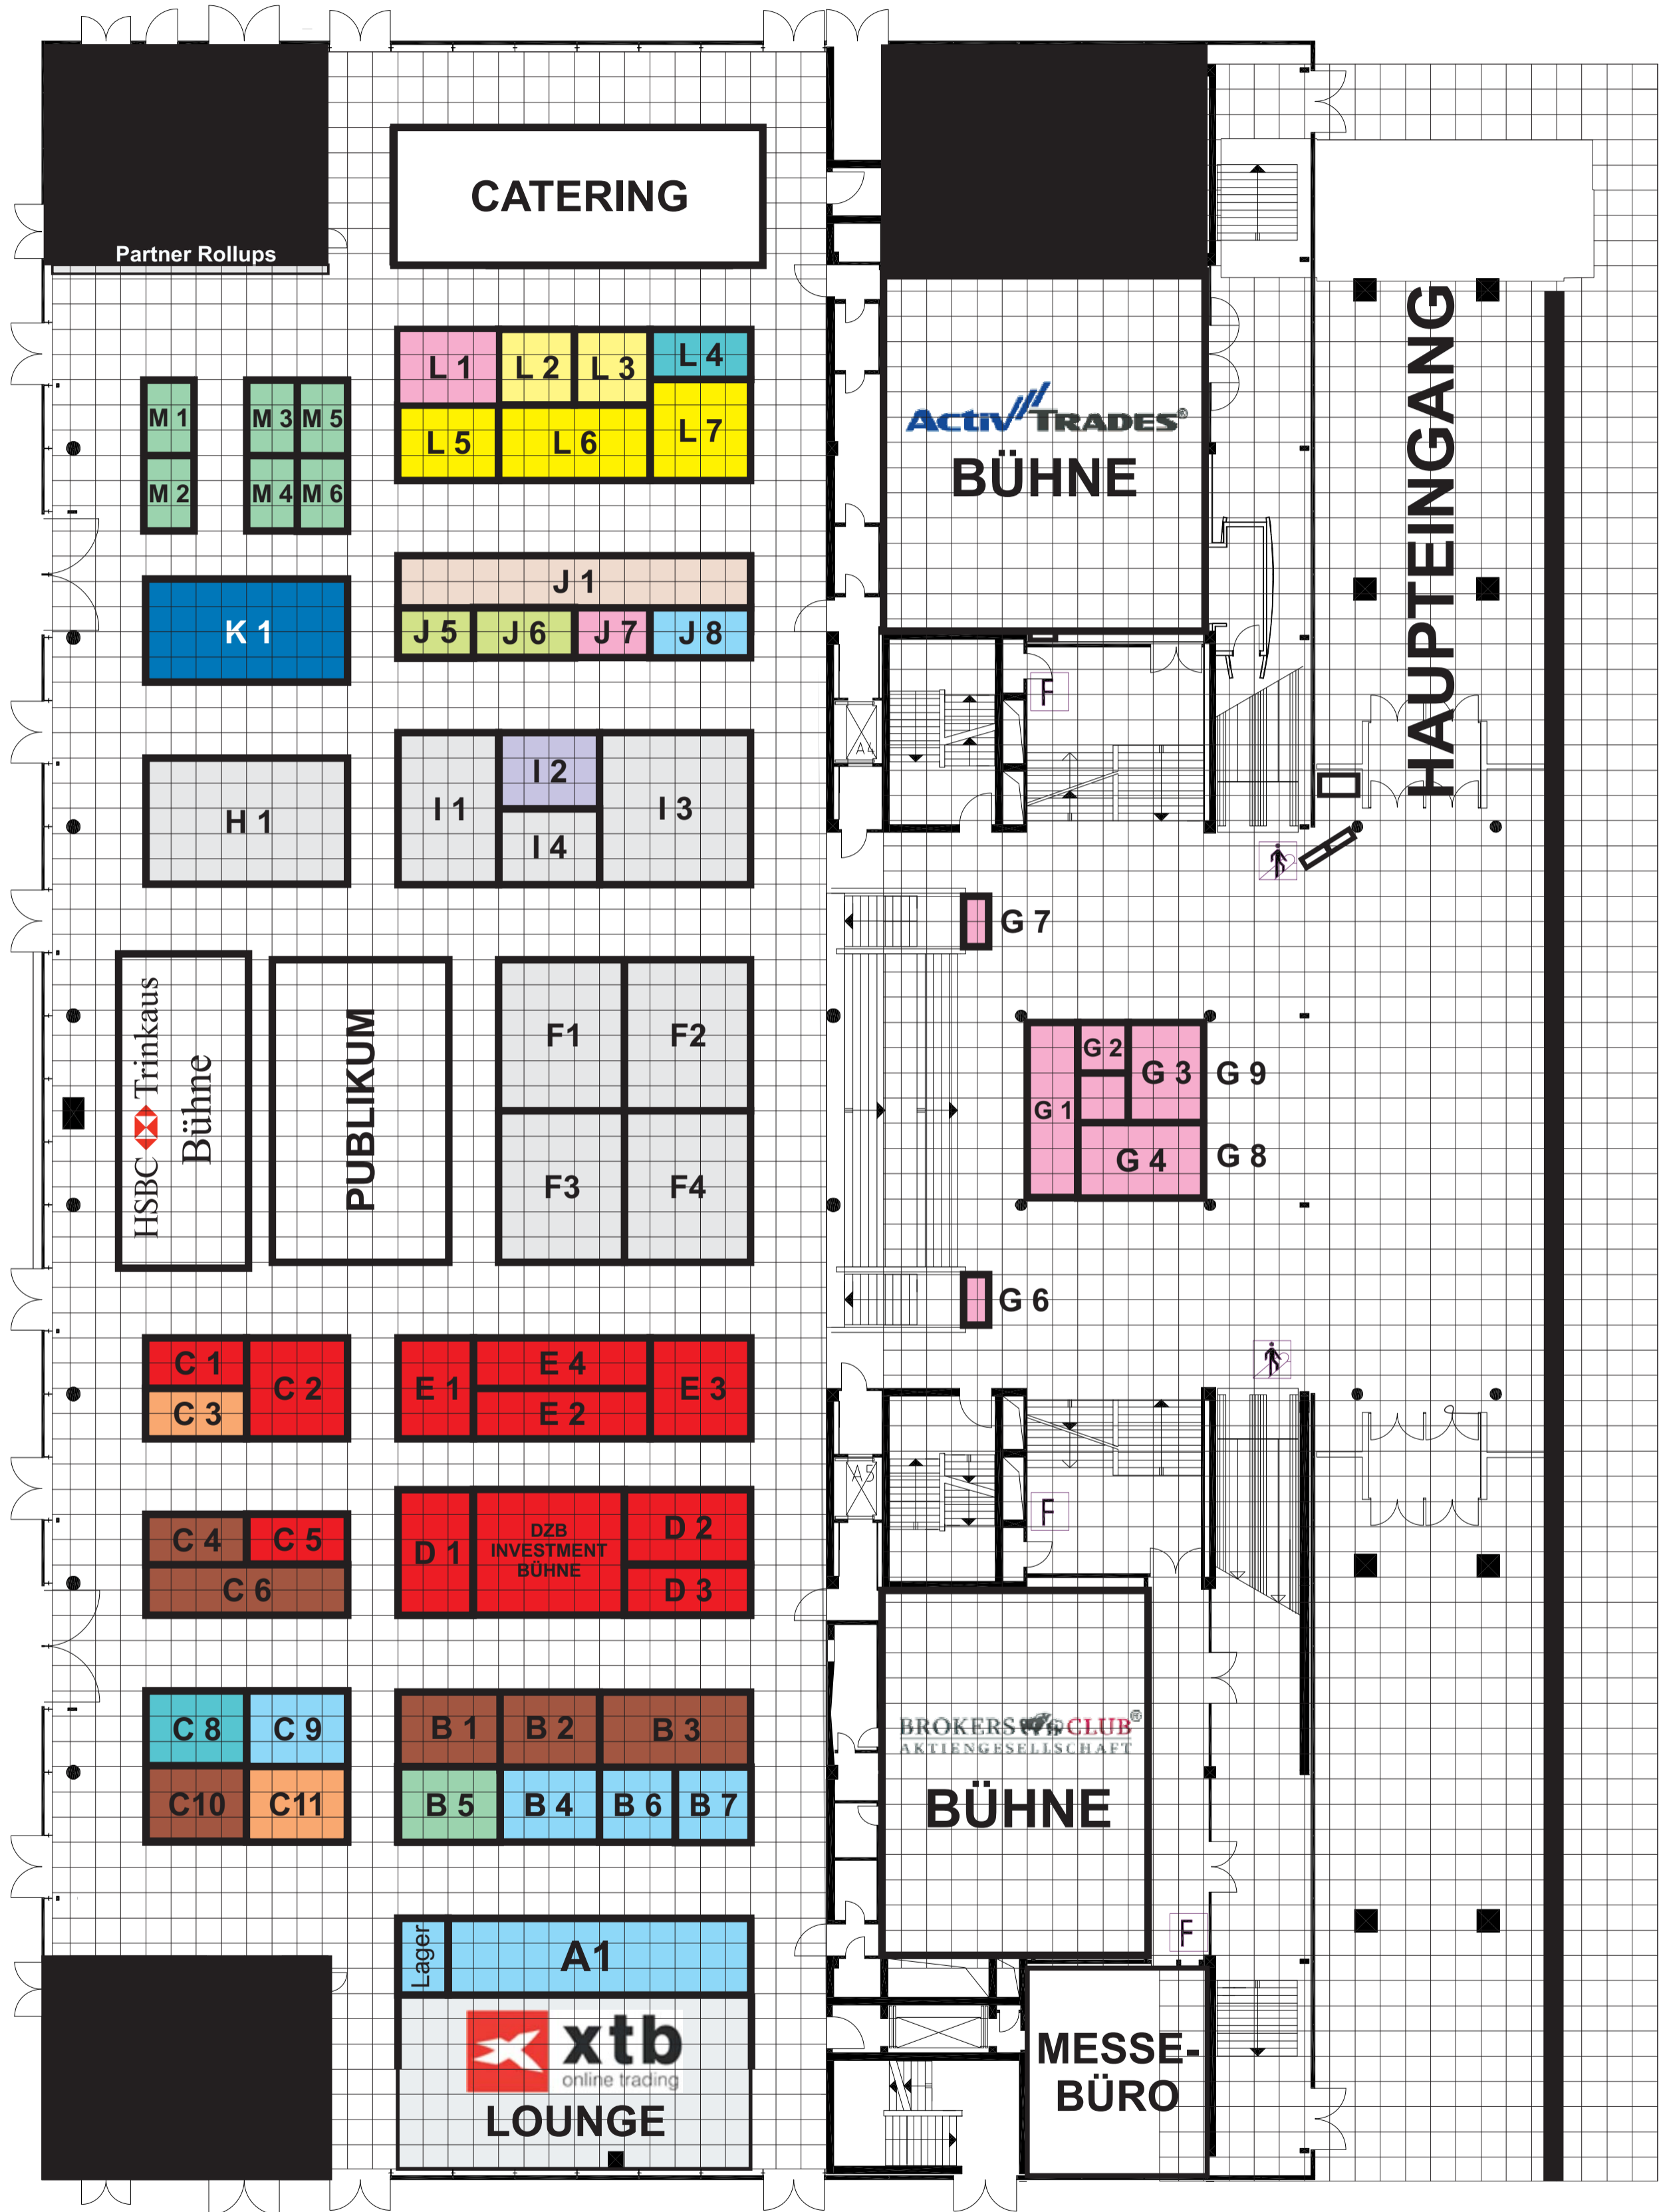 Partner Rollups
CATERING
L 1
L 2
L 3
L 4
L 5
L 6
L 7
M 1
M 3
M 5
M 2
M 4
M 6
ActivTRADES®
BÜHNE
HAUPTEINGANG
J 1
J 5
J 6
J 7
J 8
K 1
F
A4
I 1
I 2
I 3
I 4
H 1
G 7
HSBC Trinkaus
Bühne
PUBLIKUM
F1
F2
F3
F4
G 1
G 2
G 3
G 9
G 4
G 8
G 6
C 1
C 2
C 3
E 1
E 4
E 2
E 3
A5
F
C 4
C 5
C 6
D 1
DZB
INVESTMENT
BÜHNE
D 2
D 3
C 8
C 9
C10
C11
B 1
B 2
B 3
B 5
B 4
B 6
B 7
BROKERS CLUB®
AKTIENGESELLSCHAFT
BÜHNE
F
Lager
A1
xtb
online trading
LOUNGE
MESSE-
BÜRO